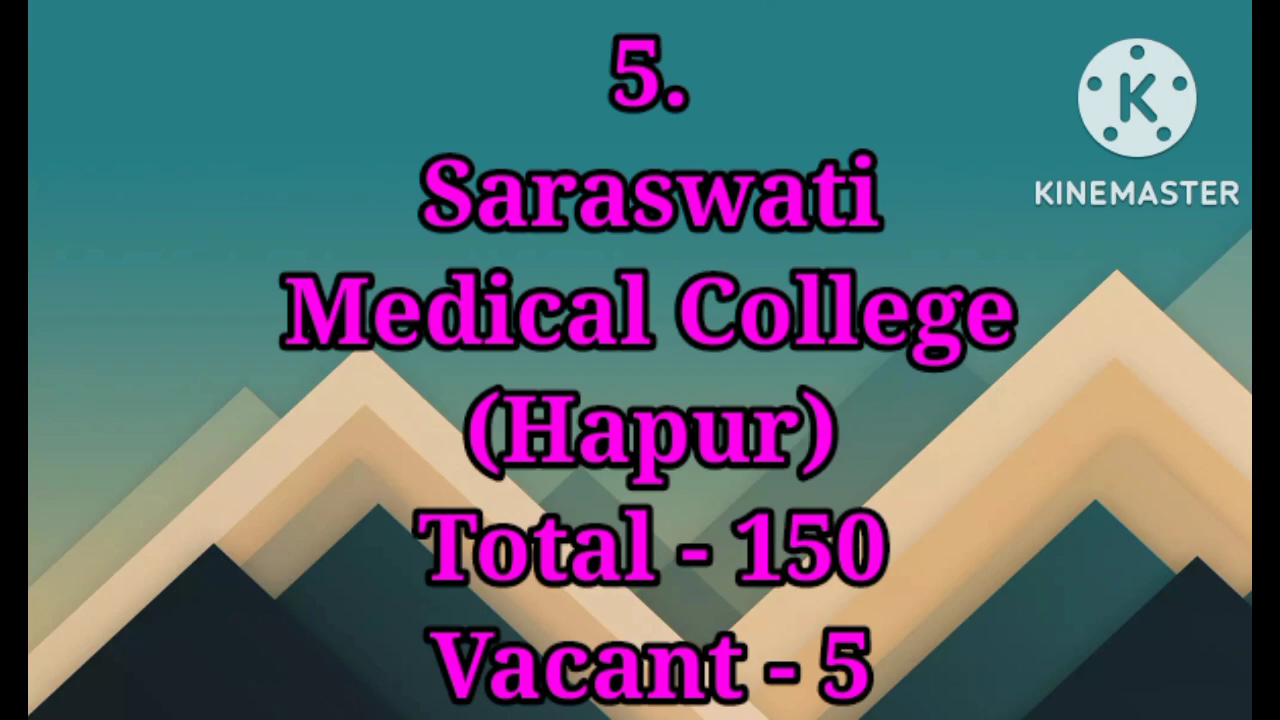 5.
Saraswati
Medical College
(Hapur)
Total - 150
Vacant - 5
K
KINEMASTER